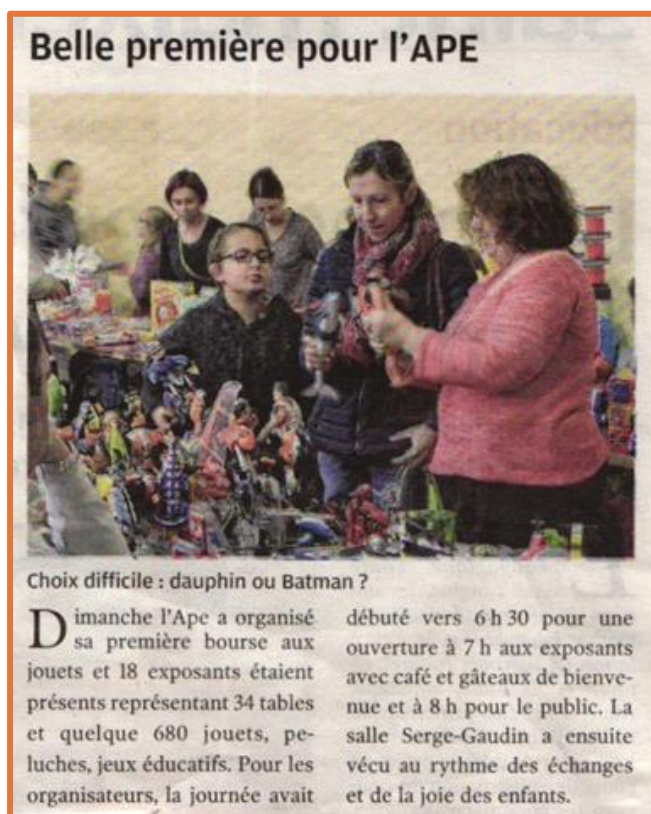 Belle première pour l'APE
Choix difficile : dauphin ou Batman ?
Dimanche l'Ape a organisé
sa première bourse aux
jouets et 18 exposants étaient
présents représentant 34 tables
et quelque 680 jouets, pe-
luches, jeux éducatifs. Pour les
organisateurs, la journée avait
débuté vers 6 h 30 pour une
ouverture à 7 h aux exposants
avec café et gâteaux de bienve-
nue et à 8 h pour le public. La
salle Serge-Gaudin a ensuite
vécu au rythme des échanges
et de la joie des enfants.